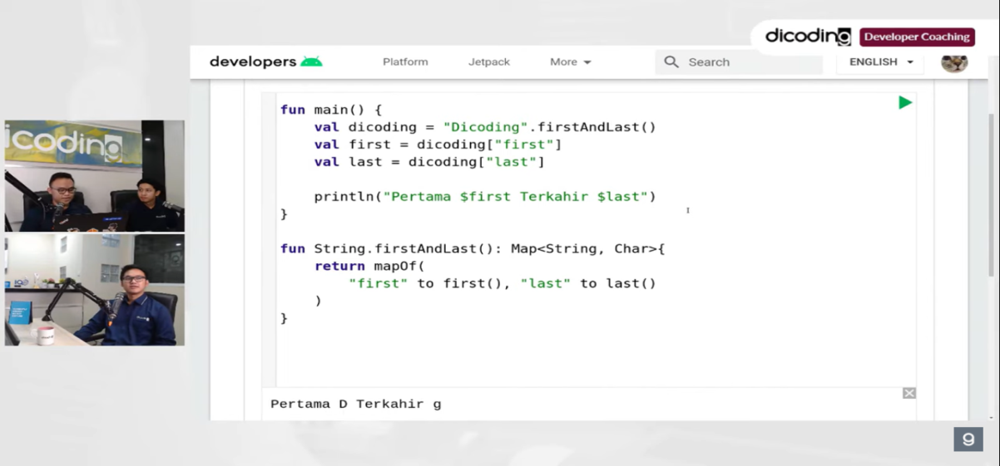 dicoding Developer Coaching
developers Platform Jetpack More Search ENGLISH
fun main() {
val dicoding = "Dicoding".firstAndLast()
val first = dicoding["first"]
val last = dicoding["last"]
println("Pertama $first Terkahir $last")
}
fun String.firstAndLast(): Map<String, Char>{
return mapOf(
"first" to first(), "last" to last()
)
}
Pertama D Terkahir g
icoding
g